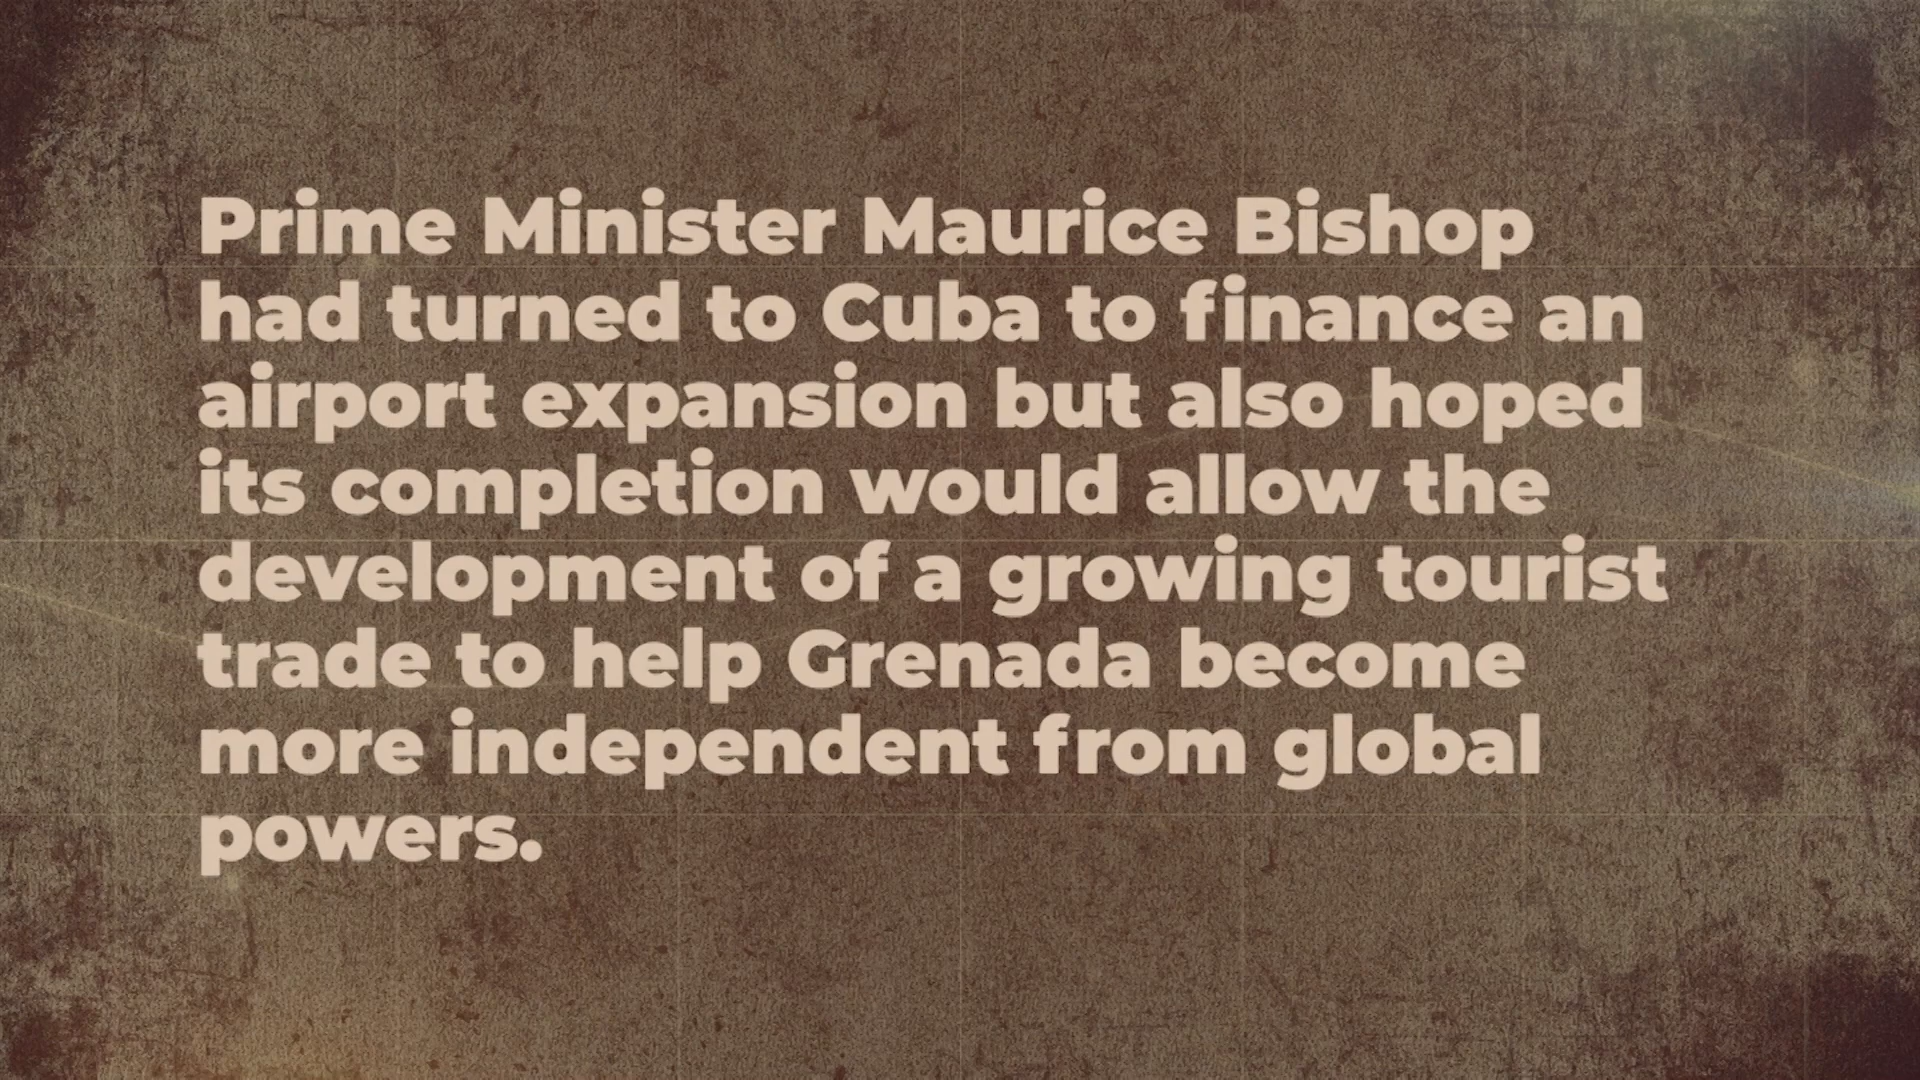 Prime Minister Maurice Bishop
had turned to Cuba to finance an
airport expansion but also hoped
its completion would allow the
development of a growing tourist
trade to help Grenada become
more independent from global
powers.